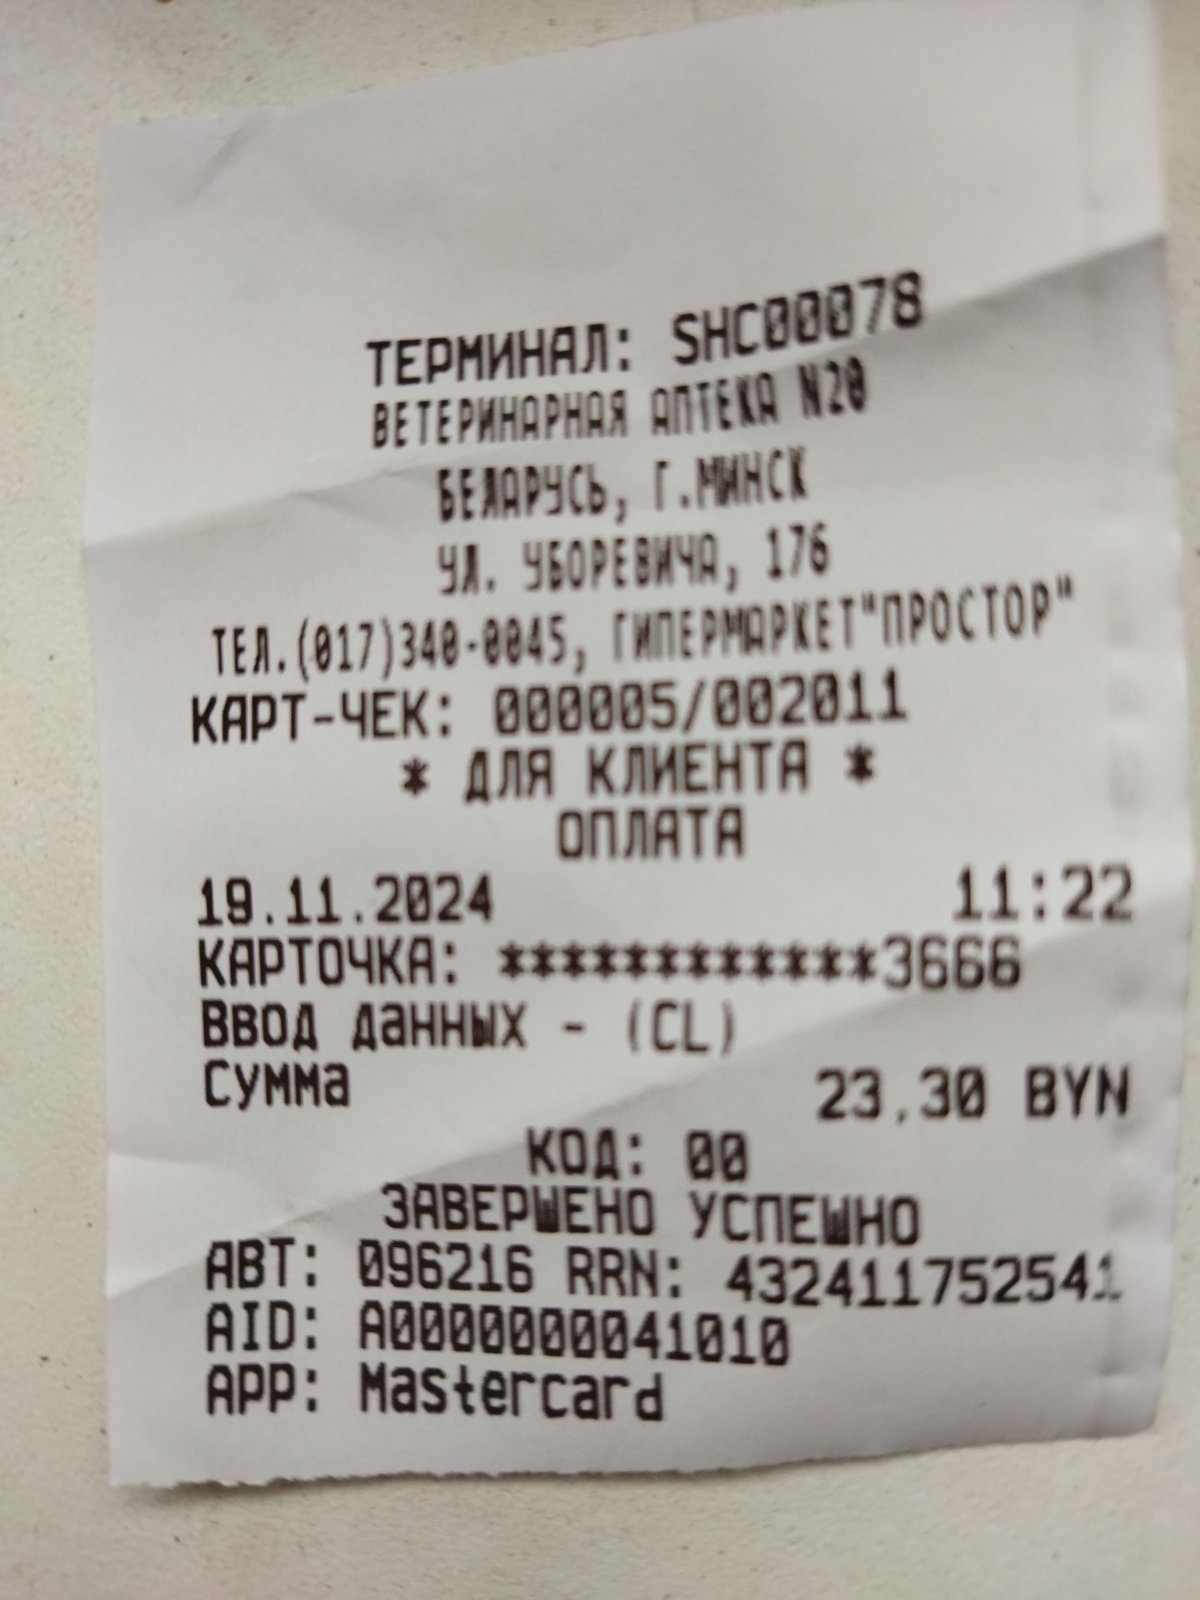 ТЕРМИНАЛ: SHC00078
ВЕТЕРИНАРНАЯ АПТЕКА N20
БЕЛАРУСЬ, Г.МИНСК
УЛ. УБОРЕВИЧА, 176
ТЕЛ.(017)340-0045, ГИПЕРМАРКЕТ"ПРОСТОР"
КАРТ-ЧЕК: 000005/002011
* ДЛЯ КЛИЕНТА *
ОПЛАТА
19.11.2024 11:22
КАРТОЧКА: ************3666
Ввод данных - (CL)
Сумма 23.30 BYN
КОД: 00
ЗАВЕРШЕНО УСПЕШНО
АВТ: 096216 RRN: 432411752541
AID: A0000000041010
APP: Mastercard